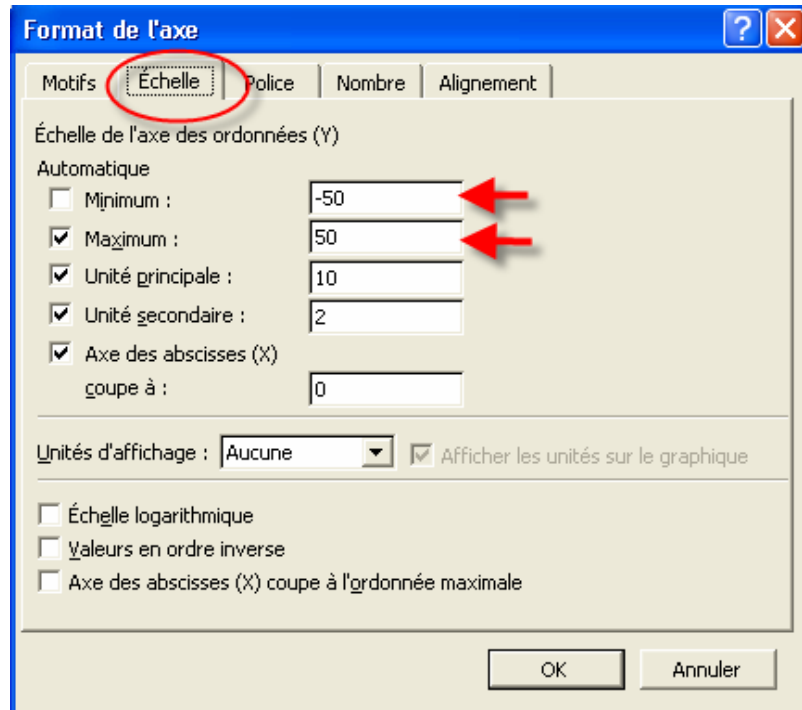 Format de l'axe
Motifs Échelle Police Nombre Alignement
Échelle de l'axe des ordonnées (Y)
Automatique
Minimum : -50
Maximum : 50
Unité principale : 10
Unité secondaire : 2
Axe des abscisses (X)
coupe à : 0
Unités d'affichage : Aucune Afficher les unités sur le graphique
Échelle logarithmique
Valeurs en ordre inverse
Axe des abscisses (X) coupe à l'ordonnée maximale
OK Annuler